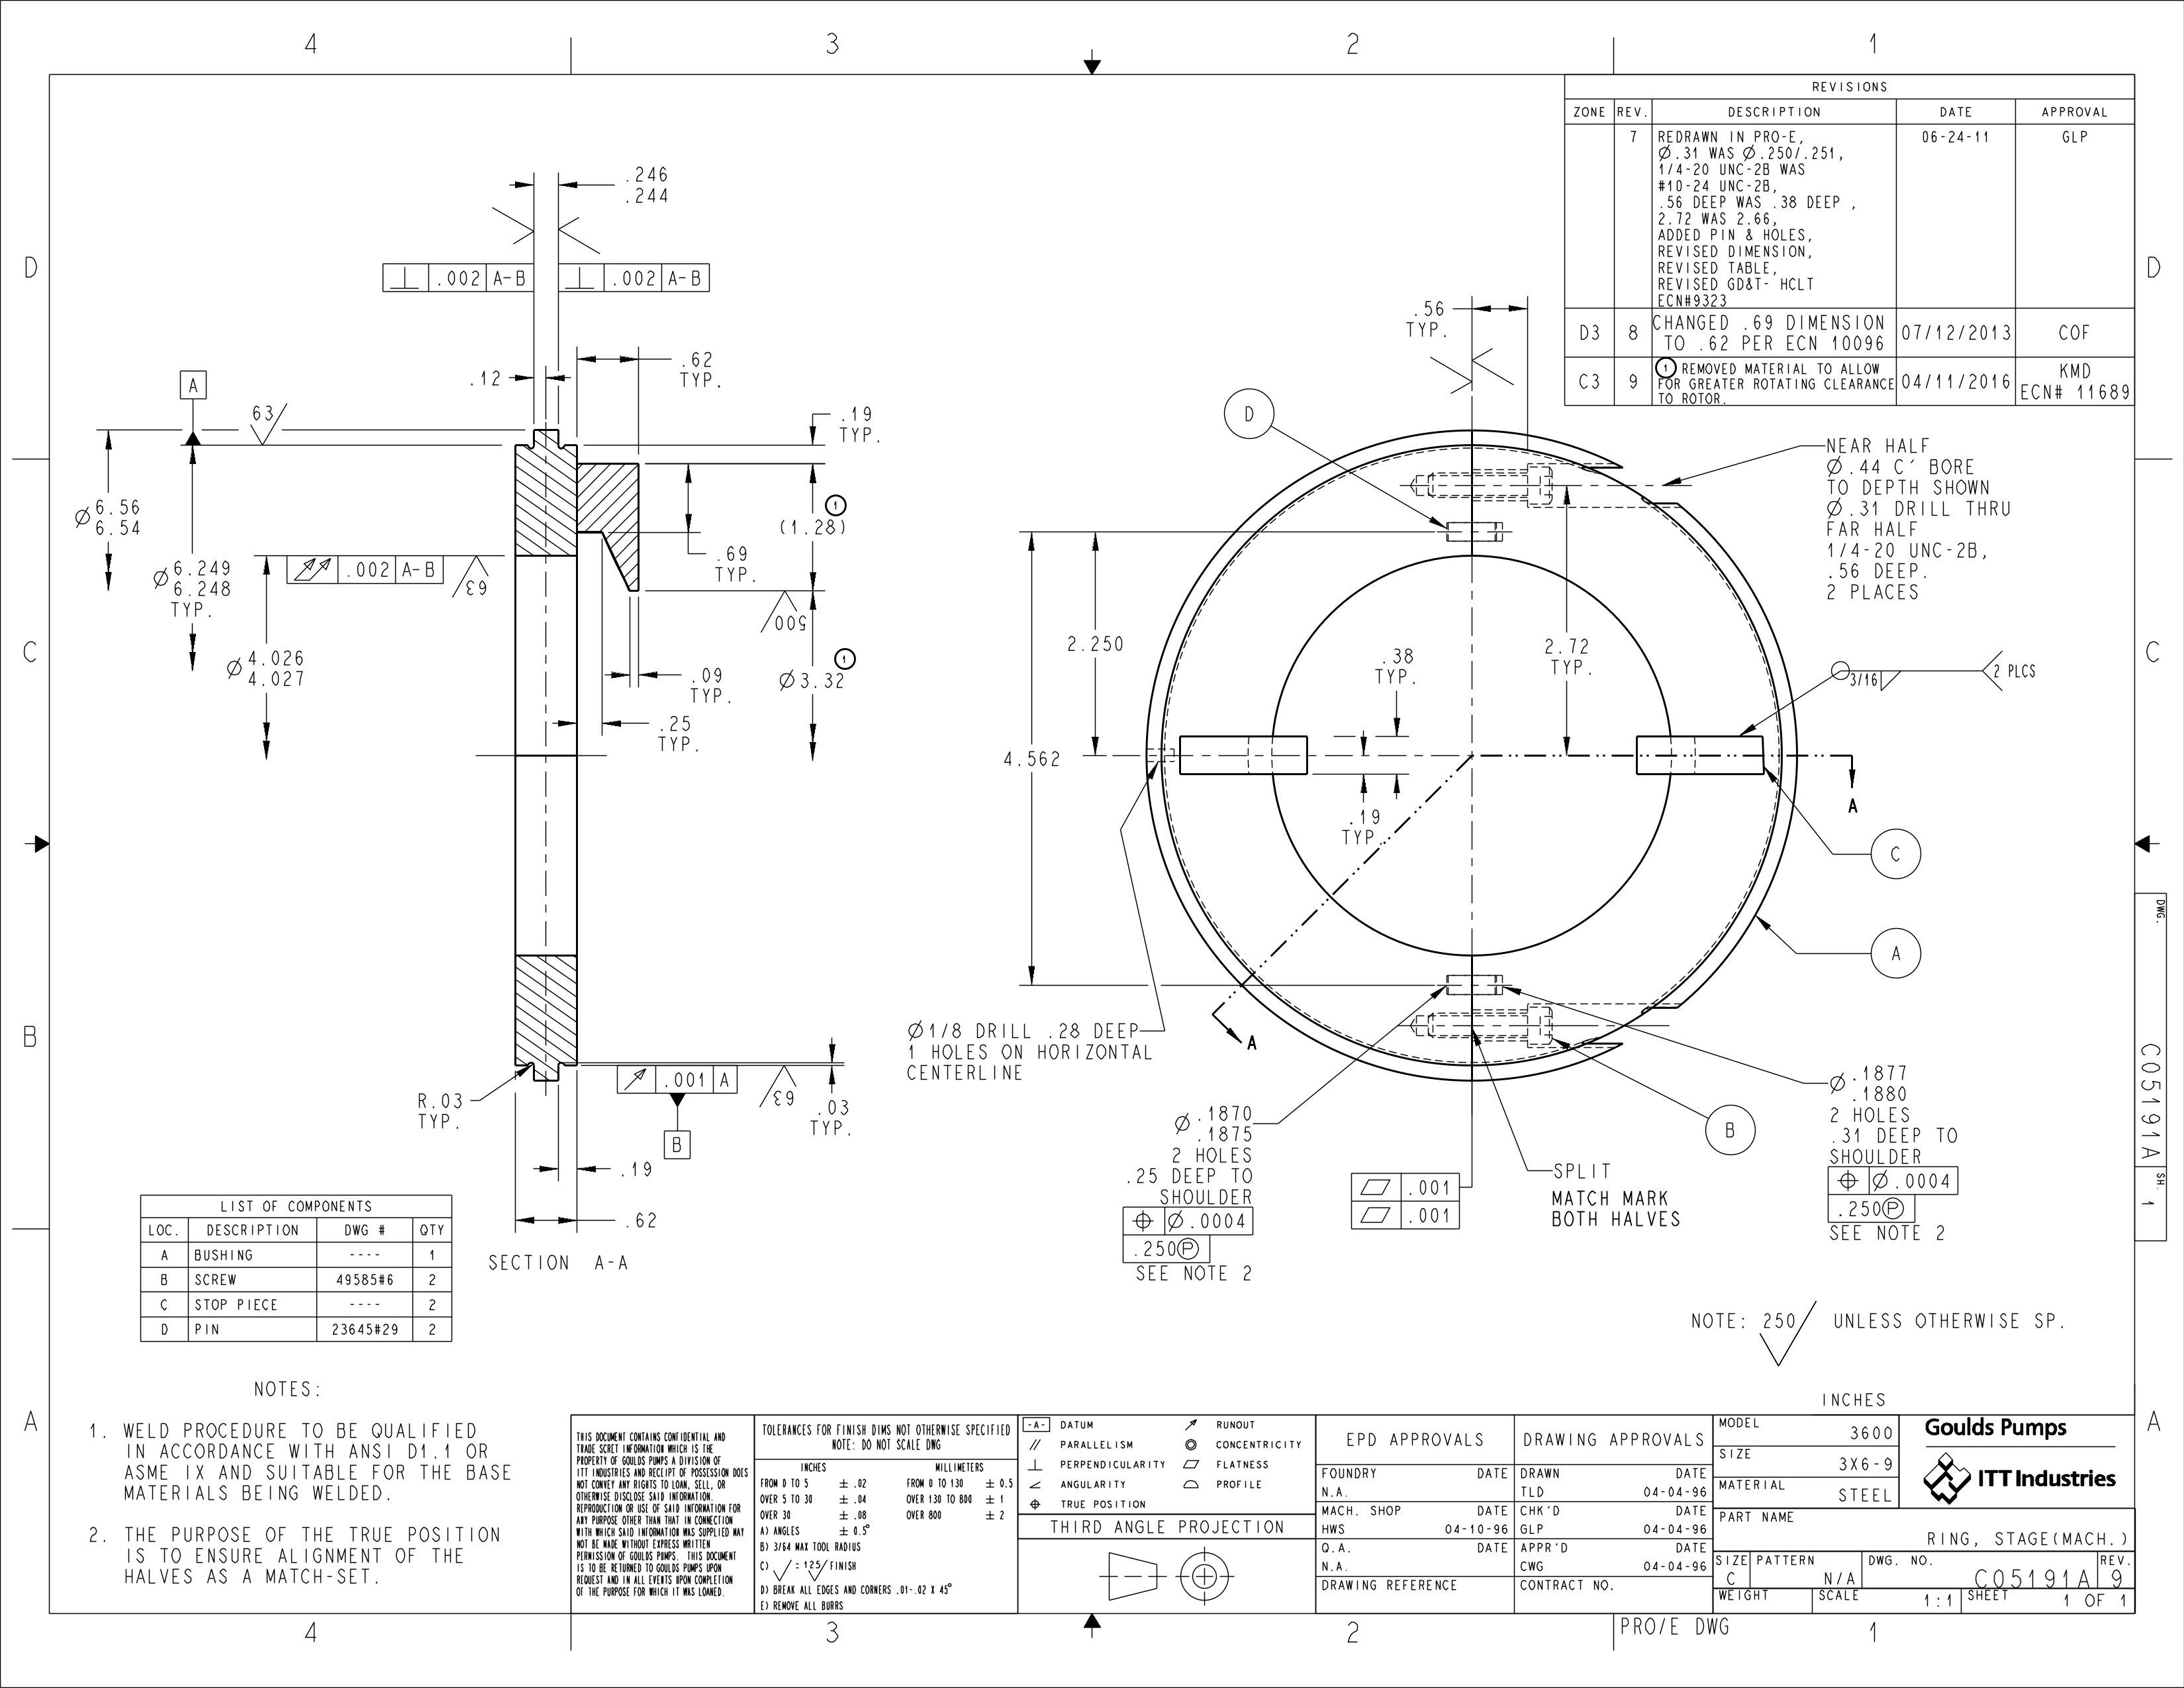 4
3
2
1
D
C
B
A
D
C
B
A
4
3
2
1
REVISIONS
ZONE REV. DESCRIPTION DATE APPROVAL
7 REDRAWN IN PRO-E, 06-24-11 GLP
Ø.31 WAS Ø.250/.251,
1/4-20 UNC-2B WAS
#10-24 UNC-2B,
.56 DEEP WAS .38 DEEP ,
2.72 WAS 2.66,
ADDED PIN & HOLES,
REVISED DIMENSION,
REVISED TABLE,
REVISED GD&T- HCLT
ECN#9323
D3 8 CHANGED .69 DIMENSION 07/12/2013 COF
TO .62 PER ECN 10096
C3 9 1 REMOVED MATERIAL TO ALLOW 04/11/2016 KMD
FOR GREATER ROTATING CLEARANCE ECN# 11689
TO ROTOR.
.246
.244
⊥ .002 A-B
⊥ .002 A-B
.62
TYP.
.12
A
63
.19
TYP.
Ø6.56
6.54
1
(1.28)
.69
TYP.
Ø6.249
6.248
TYP.
.002 A-B
63
500
Ø4.026
4.027
1
Ø3.32
.09
TYP.
.25
TYP.
R.03
TYP.
.001 A
B
63
.03
TYP.
.19
.62
SECTION A-A
.56
TYP.
D
NEAR HALF
Ø.44 C' BORE
TO DEPTH SHOWN
Ø.31 DRILL THRU
FAR HALF
1/4-20 UNC-2B,
.56 DEEP.
2 PLACES
2.250
4.562
.38
TYP.
2.72
TYP.
.19
TYP.
3/16
2 PLCS
A
C
A
A
B
Ø1/8 DRILL .28 DEEP
1 HOLES ON HORIZONTAL
CENTERLINE
Ø.1870
.1875
2 HOLES
.25 DEEP TO
SHOULDER
⌖ Ø.0004
.250Ⓟ
SEE NOTE 2
.001
.001
SPLIT
MATCH MARK
BOTH HALVES
Ø.1877
.1880
2 HOLES
.31 DEEP TO
SHOULDER
⌖ Ø.0004
.250Ⓟ
SEE NOTE 2
DWG.
C05191A
SH.
1
LIST OF COMPONENTS
LOC. DESCRIPTION DWG # QTY
A BUSHING ---- 1
B SCREW 49585#6 2
C STOP PIECE ---- 2
D PIN 23645#29 2
NOTE: 250 UNLESS OTHERWISE SP.
NOTES:
1. WELD PROCEDURE TO BE QUALIFIED
IN ACCORDANCE WITH ANSI D1.1 OR
ASME IX AND SUITABLE FOR THE BASE
MATERIALS BEING WELDED.
2. THE PURPOSE OF THE TRUE POSITION
IS TO ENSURE ALIGNMENT OF THE
HALVES AS A MATCH-SET.
THIS DOCUMENT CONTAINS CONFIDENTIAL AND
TRADE SCRET INFORMATION WHICH IS THE
PROPERTY OF GOULDS PUMPS A DIVISION OF
ITT INDUSTRIES AND RECEIPT OF POSSESSION DOES
NOT CONVEY ANY RIGHTS TO LOAN, SELL, OR
OTHERWISE DISCLOSE SAID INFORMATION.
REPRODUCTION OR USE OF SAID INFORMATION FOR
ANY PURPOSE OTHER THAN THAT IN CONNECTION
WITH WHICH SAID INFORMATION WAS SUPPLIED MAY
NOT BE MADE WITHOUT EXPRESS WRITTEN
PERMISSION OF GOULDS PUMPS. THIS DOCUMENT
IS TO BE RETURNED TO GOULDS PUMPS UPON
REQUEST AND IN ALL EVENTS UPON COMPLETION
OF THE PURPOSE FOR WHICH IT WAS LOANED.
TOLERANCES FOR FINISH DIMS NOT OTHERWISE SPECIFIED
NOTE: DO NOT SCALE DWG
INCHES MILLIMETERS
FROM 0 TO 5 ± .02 FROM 0 TO 130 ± 0.5
OVER 5 TO 30 ± .04 OVER 130 TO 800 ± 1
OVER 30 ± .08 OVER 800 ± 2
A) ANGLES ± 0.5°
B) 3/64 MAX TOOL RADIUS
C) = 125 FINISH
D) BREAK ALL EDGES AND CORNERS .01-.02 X 45°
E) REMOVE ALL BURRS
-A- DATUM RUNOUT
PARALLELISM CONCENTRICITY
PERPENDICULARITY FLATNESS
ANGULARITY PROFILE
TRUE POSITION
THIRD ANGLE PROJECTION
EPD APPROVALS DRAWING APPROVALS
FOUNDRY DATE DRAWN DATE
N.A. TLD 04-04-96
MACH. SHOP DATE CHK'D DATE
HWS 04-10-96 GLP 04-04-96
Q.A. DATE APPR'D DATE
N.A. CWG 04-04-96
DRAWING REFERENCE CONTRACT NO.
INCHES
MODEL 3600
SIZE 3X6-9
MATERIAL STEEL
Goulds Pumps
ITT Industries
PART NAME
RING, STAGE(MACH.)
SIZE PATTERN DWG. NO. REV.
C N/A C05191A 9
WEIGHT SCALE 1:1 SHEET 1 OF 1
PRO/E DWG